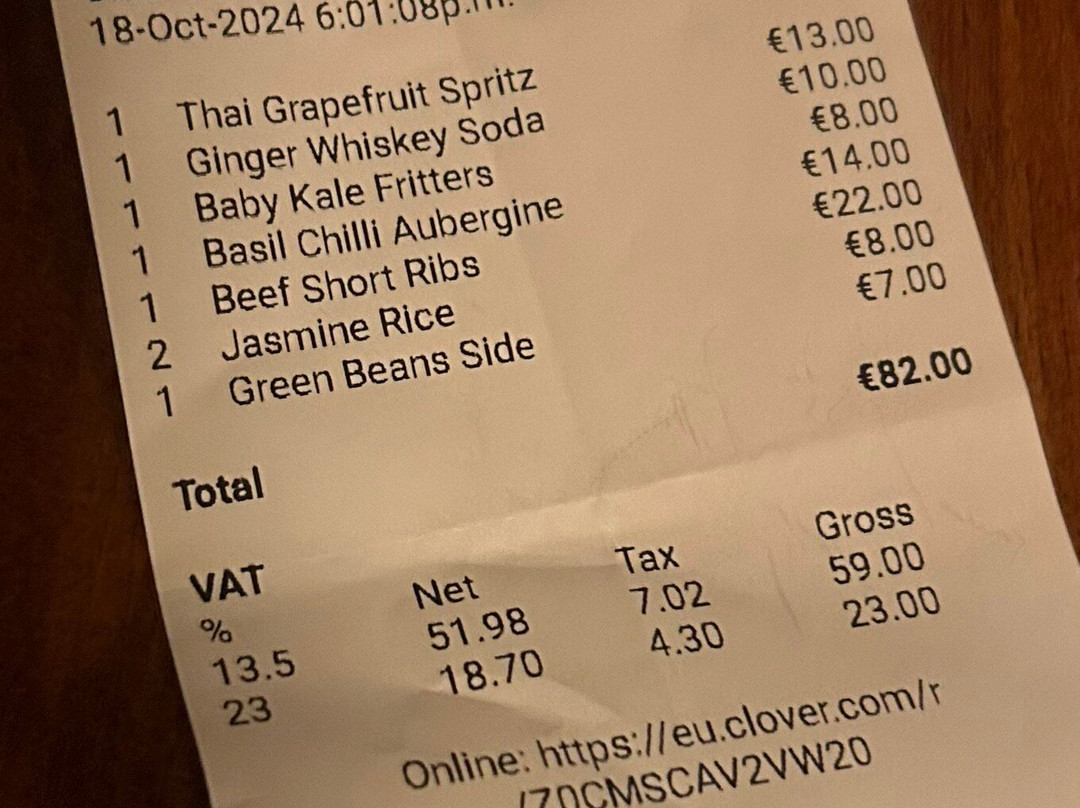 18-Oct-2024 6:01:08p.m.
1 Thai Grapefruit Spritz €13.00
1 Ginger Whiskey Soda €10.00
1 Baby Kale Fritters €8.00
1 Basil Chilli Aubergine €14.00
1 Beef Short Ribs €22.00
2 Jasmine Rice €8.00
1 Green Beans Side €7.00
Total €82.00
VAT Net Tax Gross
%
13.5 51.98 7.02 59.00
23 18.70 4.30 23.00
Online: https://eu.clover.com/r
/Z0CMSCAV2VW20